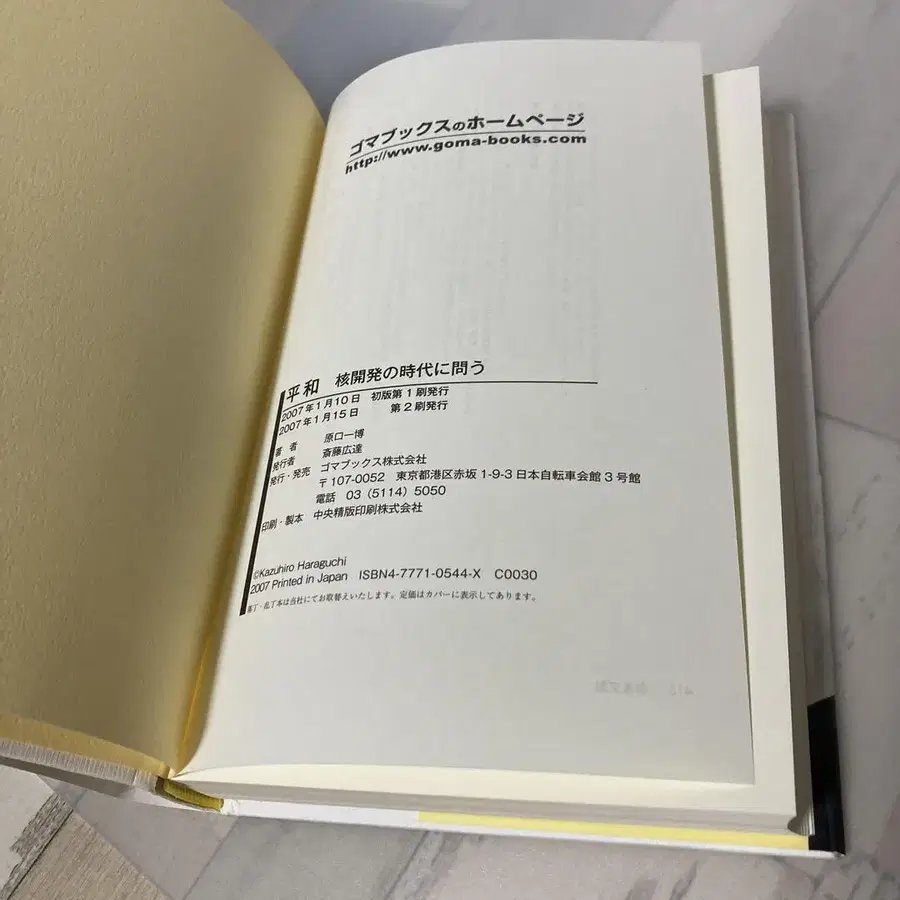 ゴマブックスのホームページ
http://www.goma-books.com
平和 核開発の時代に問う
2007年1月10日 初版第1刷発行
2007年1月15日 第2刷発行
著者 原口一博
発行者 斎藤広達
発行・発売 ゴマブックス株式会社
〒107-0052 東京都港区赤坂1-9-3日本自転車会館3号館
電話 03(5114)5050
印刷・製本 中央精版印刷株式会社
©Kazuhiro Haraguchi
2007 Printed in Japan ISBN4-7771-0544-X C0030
落丁・乱丁本は当社にてお取替えいたします。定価はカバーに表示してあります。